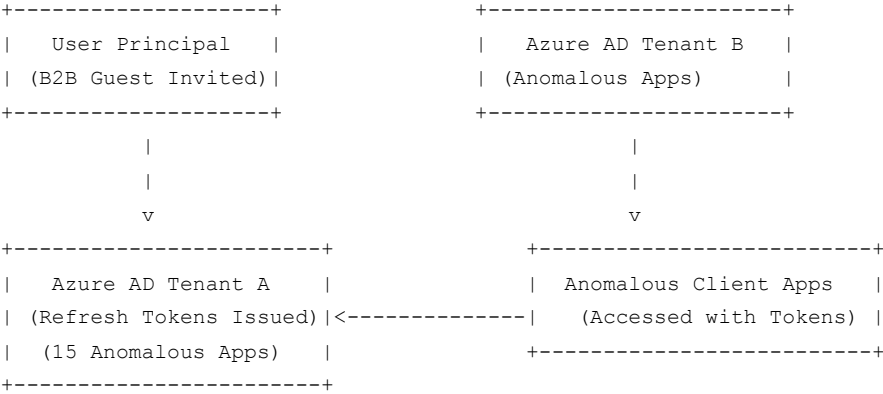 User Principal
(B2B Guest Invited)
Azure AD Tenant B
(Anomalous Apps)
Azure AD Tenant A
(Refresh Tokens Issued)
(15 Anomalous Apps)
Anomalous Client Apps
(Accessed with Tokens)